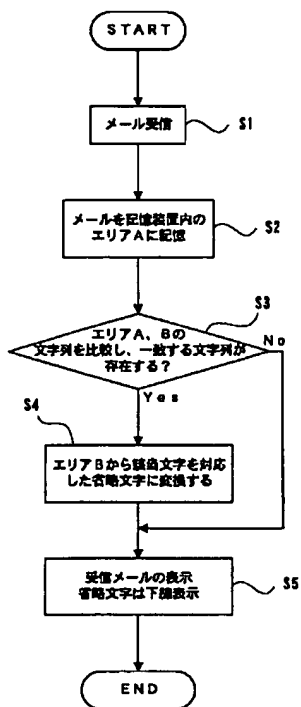 START
メール受信
S1
メールを記憶装置内の
エリアAに記憶
S2
S3
エリアA、Bの
文字列を比較し、一致する文字列が
存在する?
No
Yes
S4
エリアBから該当文字を対応
した省略文字に変換する
受信メールの表示
省略文字は下線表示
S5
END